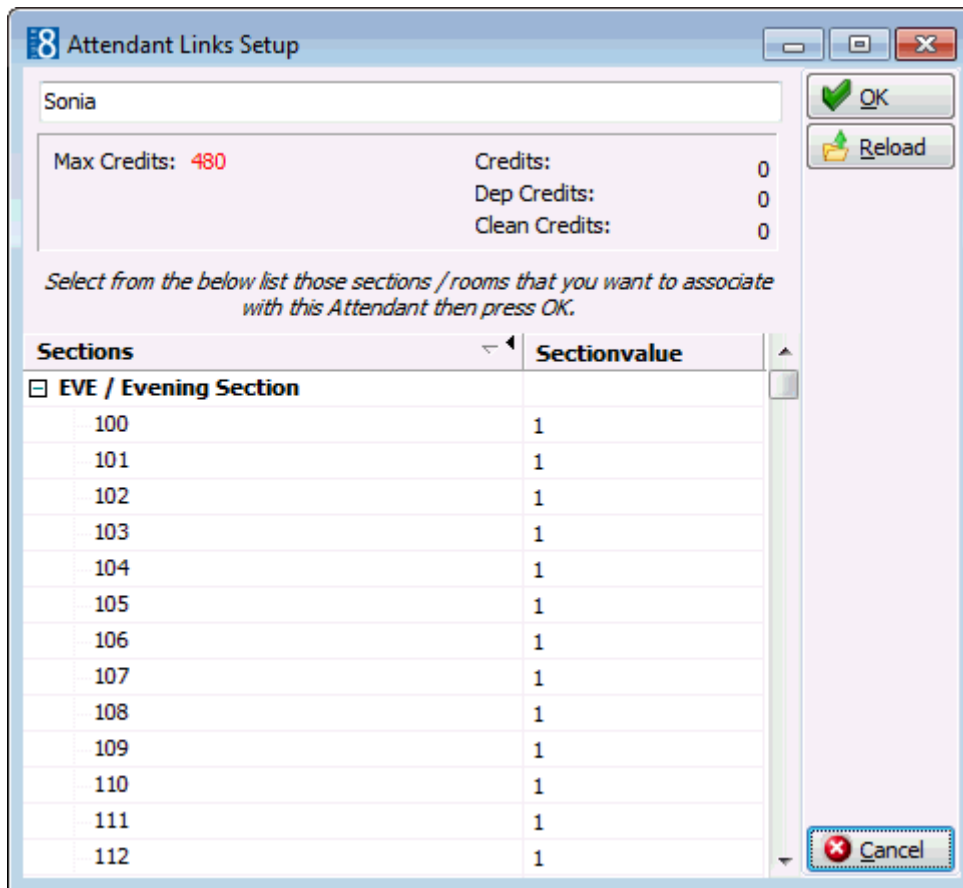 8 Attendant Links Setup
Sonia
OK
Reload
Max Credits: 480
Credits: 0
Dep Credits: 0
Clean Credits: 0
Select from the below list those sections / rooms that you want to associate
with this Attendant then press OK.
Sections Sectionvalue
EVE / Evening Section
100 1
101 1
102 1
103 1
104 1
105 1
106 1
107 1
108 1
109 1
110 1
111 1
112 1
Cancel